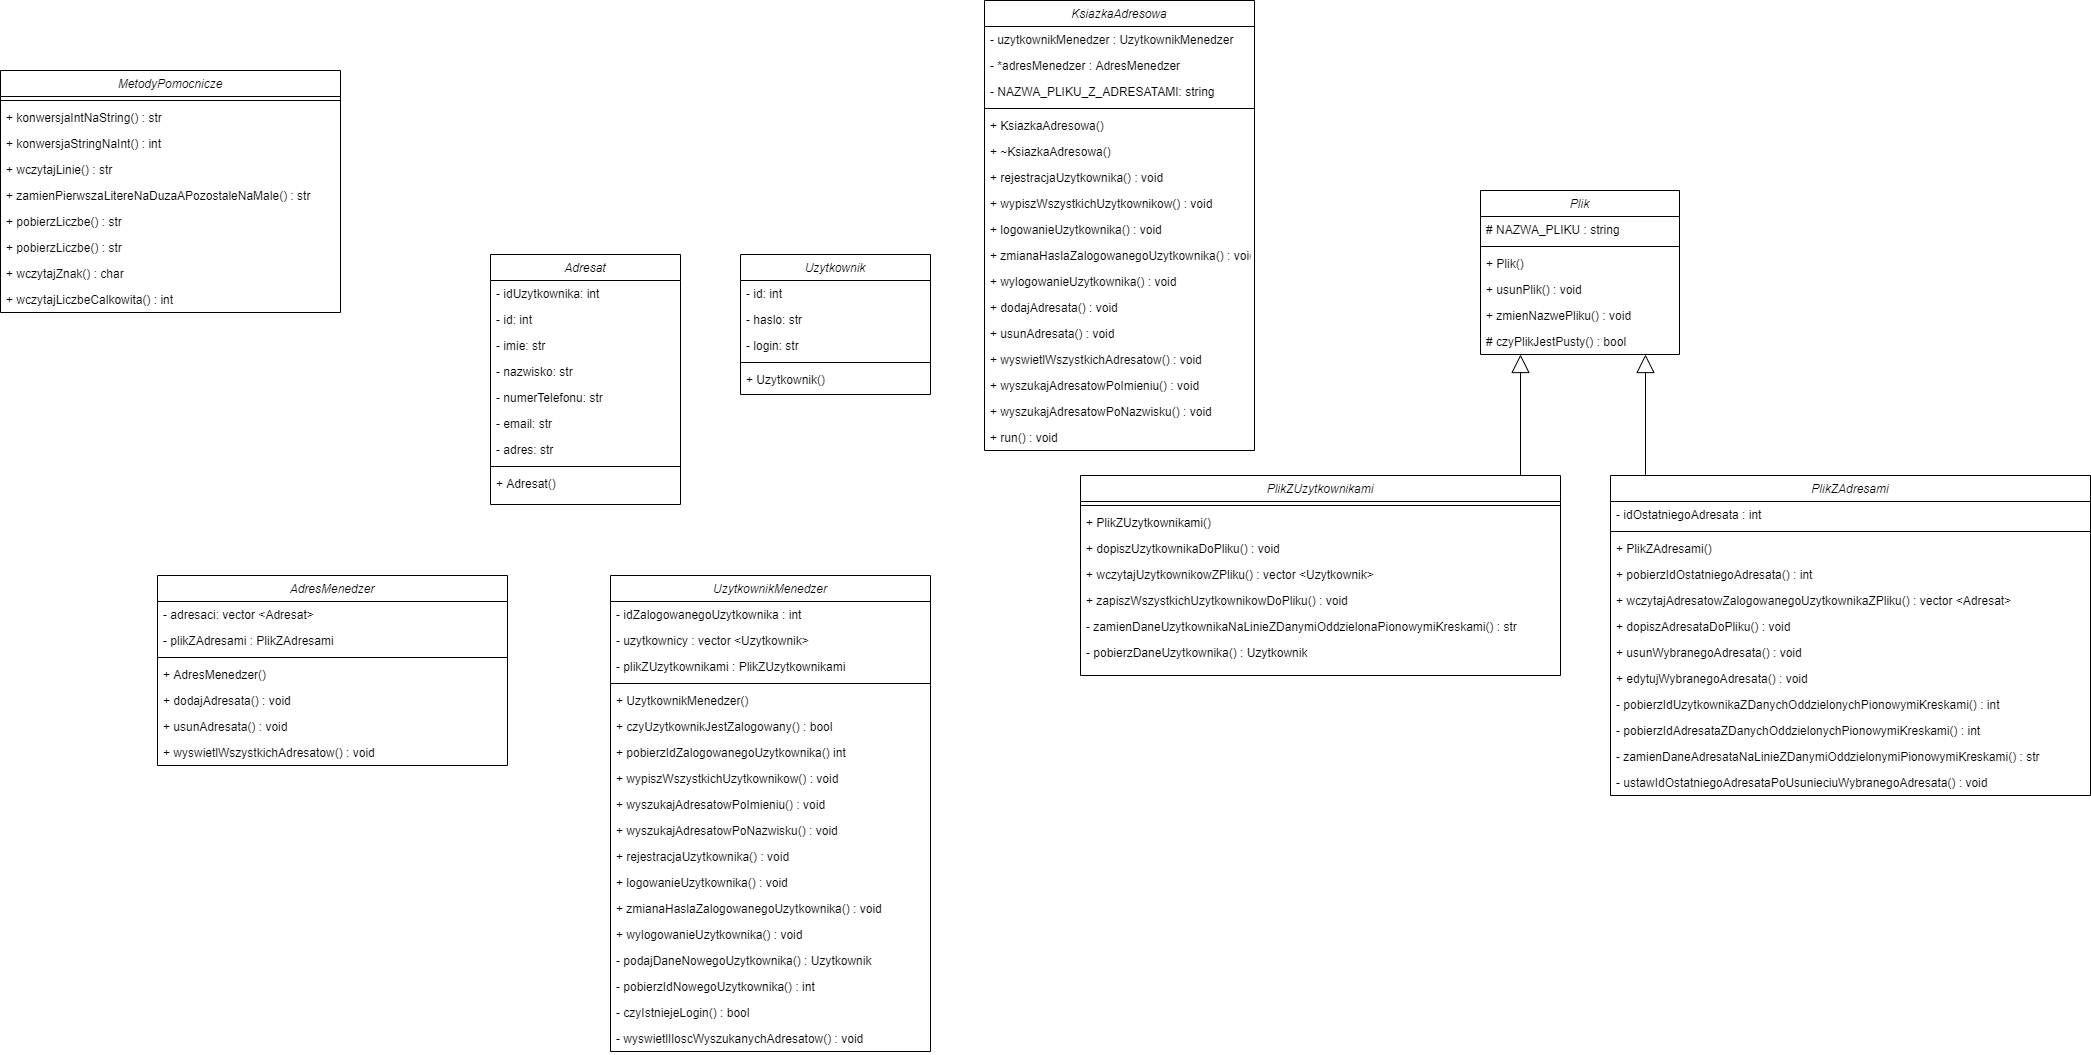 KsiazkaAdresowa
- uzytkownikMenedzer : UzytkownikMenedzer
- *adresMenedzer : AdresMenedzer
- NAZWA_PLIKU_Z_ADRESATAMI: string
+ KsiazkaAdresowa()
+ ~KsiazkaAdresowa()
+ rejestracjaUzytkownika() : void
+ wypiszWszystkichUzytkownikow() : void
+ logowanieUzytkownika() : void
+ zmianaHaslaZalogowanegoUzytkownika() : voi
+ wylogowanieUzytkownika() : void
+ dodajAdresata() : void
+ usunAdresata() : void
+ wyswietlWszystkichAdresatow() : void
+ wyszukajAdresatowPoImieniu() : void
+ wyszukajAdresatowPoNazwisku() : void
+ run() : void
MetodyPomocnicze
+ konwersjaIntNaString() : str
+ konwersjaStringNaInt() : int
+ wczytajLinie() : str
+ zamienPierwszaLitereNaDuzaAPozostaleNaMale() : str
+ pobierzLiczbe() : str
+ pobierzLiczbe() : str
+ wczytajZnak() : char
+ wczytajLiczbeCalkowita() : int
Adresat
- idUzytkownika: int
- id: int
- imie: str
- nazwisko: str
- numerTelefonu: str
- email: str
- adres: str
+ Adresat()
Uzytkownik
- id: int
- haslo: str
- login: str
+ Uzytkownik()
Plik
# NAZWA_PLIKU : string
+ Plik()
+ usunPlik() : void
+ zmienNazwePliku() : void
# czyPlikJestPusty() : bool
PlikZUzytkownikami
+ PlikZUzytkownikami()
+ dopiszUzytkownikaDoPliku() : void
+ wczytajUzytkownikowZPliku() : vector <Uzytkownik>
+ zapiszWszystkichUzytkownikowDoPliku() : void
- zamienDaneUzytkownikaNaLinieZDanymiOddzielonaPionowymiKreskami() : str
- pobierzDaneUzytkownika() : Uzytkownik
PlikZAdresami
- idOstatniegoAdresata : int
+ PlikZAdresami()
+ pobierzIdOstatniegoAdresata() : int
+ wczytajAdresatowZalogowanegoUzytkownikaZPliku() : vector <Adresat>
+ dopiszAdresataDoPliku() : void
+ usunWybranegoAdresata() : void
+ edytujWybranegoAdresata() : void
- pobierzIdUzytkownikaZDanychOddzielonychPionowymiKreskami() : int
- pobierzIdAdresataZDanychOddzielonychPionowymiKreskami() : int
- zamienDaneAdresataNaLinieZDanymiOddzielonymiPionowymiKreskami() : str
- ustawIdOstatniegoAdresataPoUsunieciuWybranegoAdresata() : void
AdresMenedzer
- adresaci: vector <Adresat>
- plikZAdresami : PlikZAdresami
+ AdresMenedzer()
+ dodajAdresata() : void
+ usunAdresata() : void
+ wyswietlWszystkichAdresatow() : void
UzytkownikMenedzer
- idZalogowanegoUzytkownika : int
- uzytkownicy : vector <Uzytkownik>
- plikZUzytkownikami : PlikZUzytkownikami
+ UzytkownikMenedzer()
+ czyUzytkownikJestZalogowany() : bool
+ pobierzIdZalogowanegoUzytkownika() int
+ wypiszWszystkichUzytkownikow() : void
+ wyszukajAdresatowPoImieniu() : void
+ wyszukajAdresatowPoNazwisku() : void
+ rejestracjaUzytkownika() : void
+ logowanieUzytkownika() : void
+ zmianaHaslaZalogowanegoUzytkownika() : void
+ wylogowanieUzytkownika() : void
- podajDaneNowegoUzytkownika() : Uzytkownik
- pobierzIdNowegoUzytkownika() : int
- czyIstniejeLogin() : bool
- wyswietlIloscWyszukanychAdresatow() : void